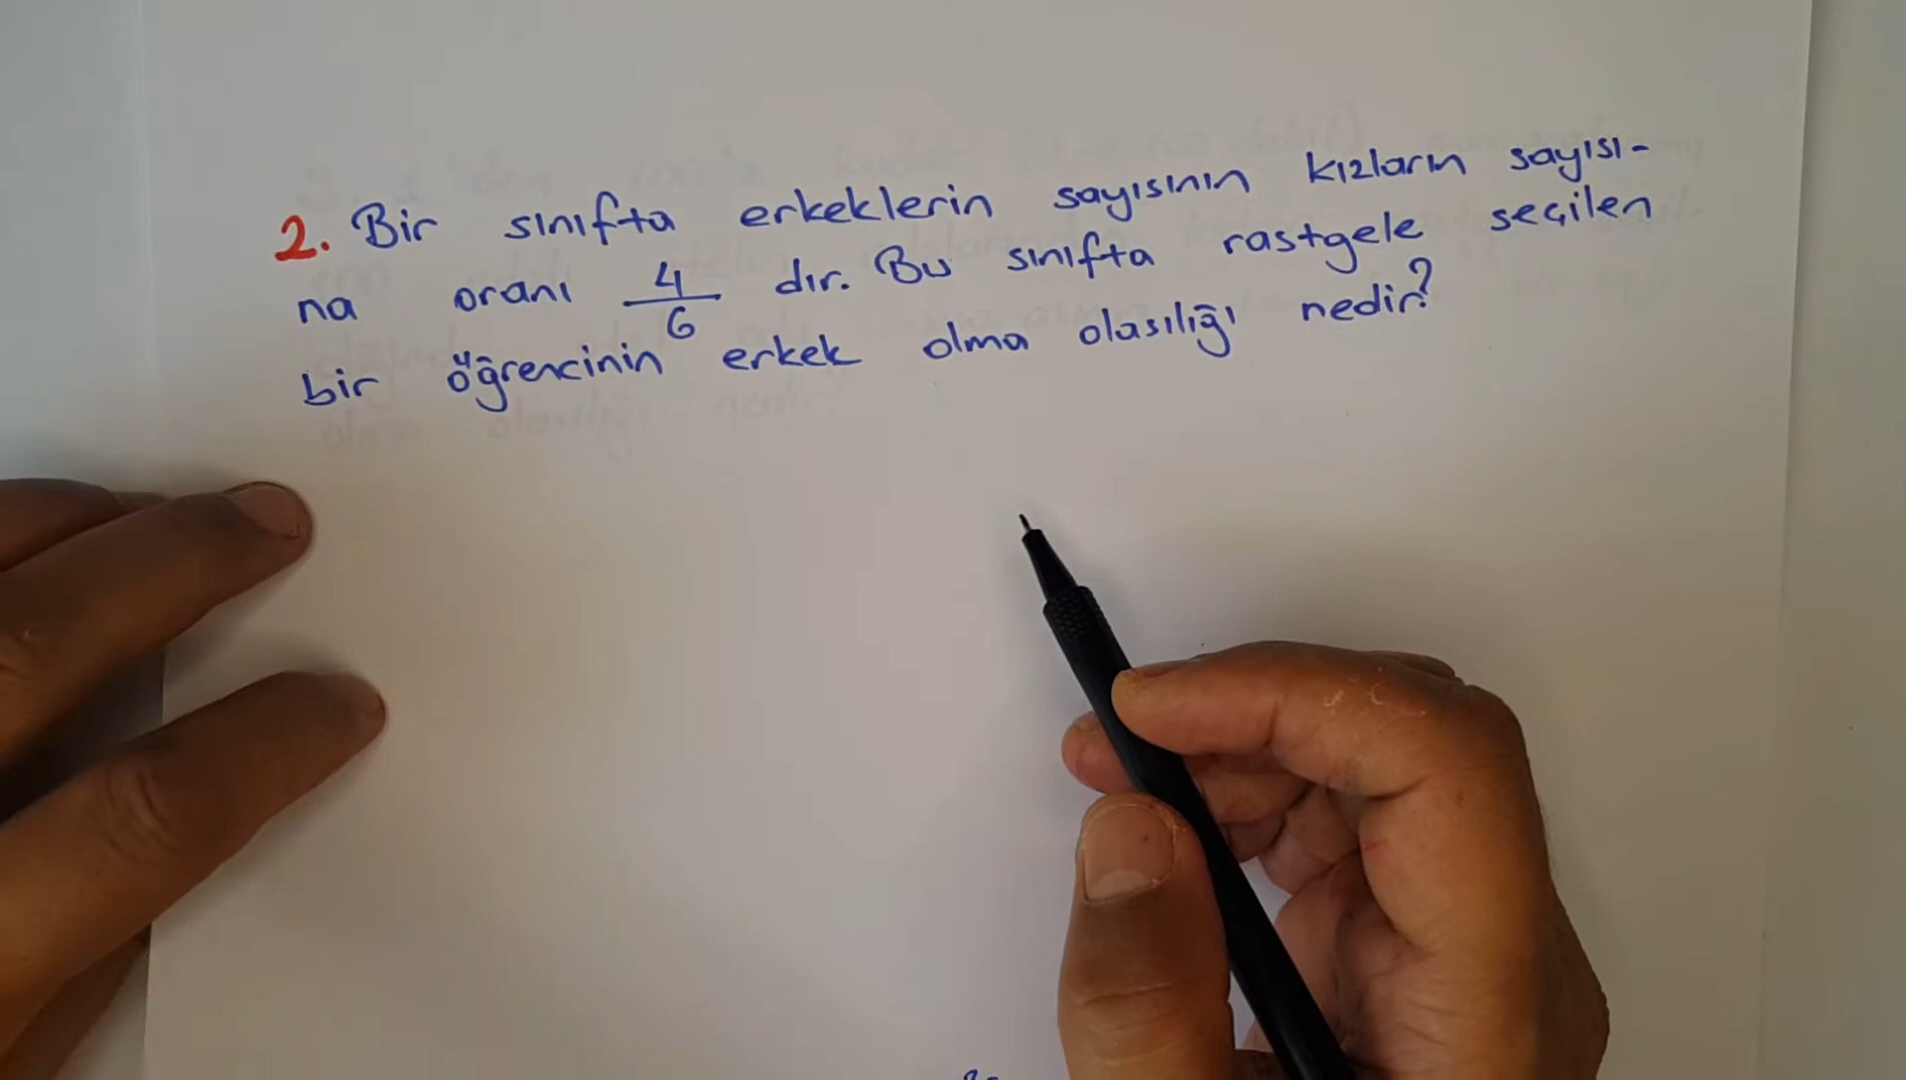 2. Bir sınıfta erkeklerin sayısının kızların sayısı-
na oranı 4/6 dır. Bu sınıfta rastgele seçilen
bir öğrencinin erkek olma olasılığı nedir?